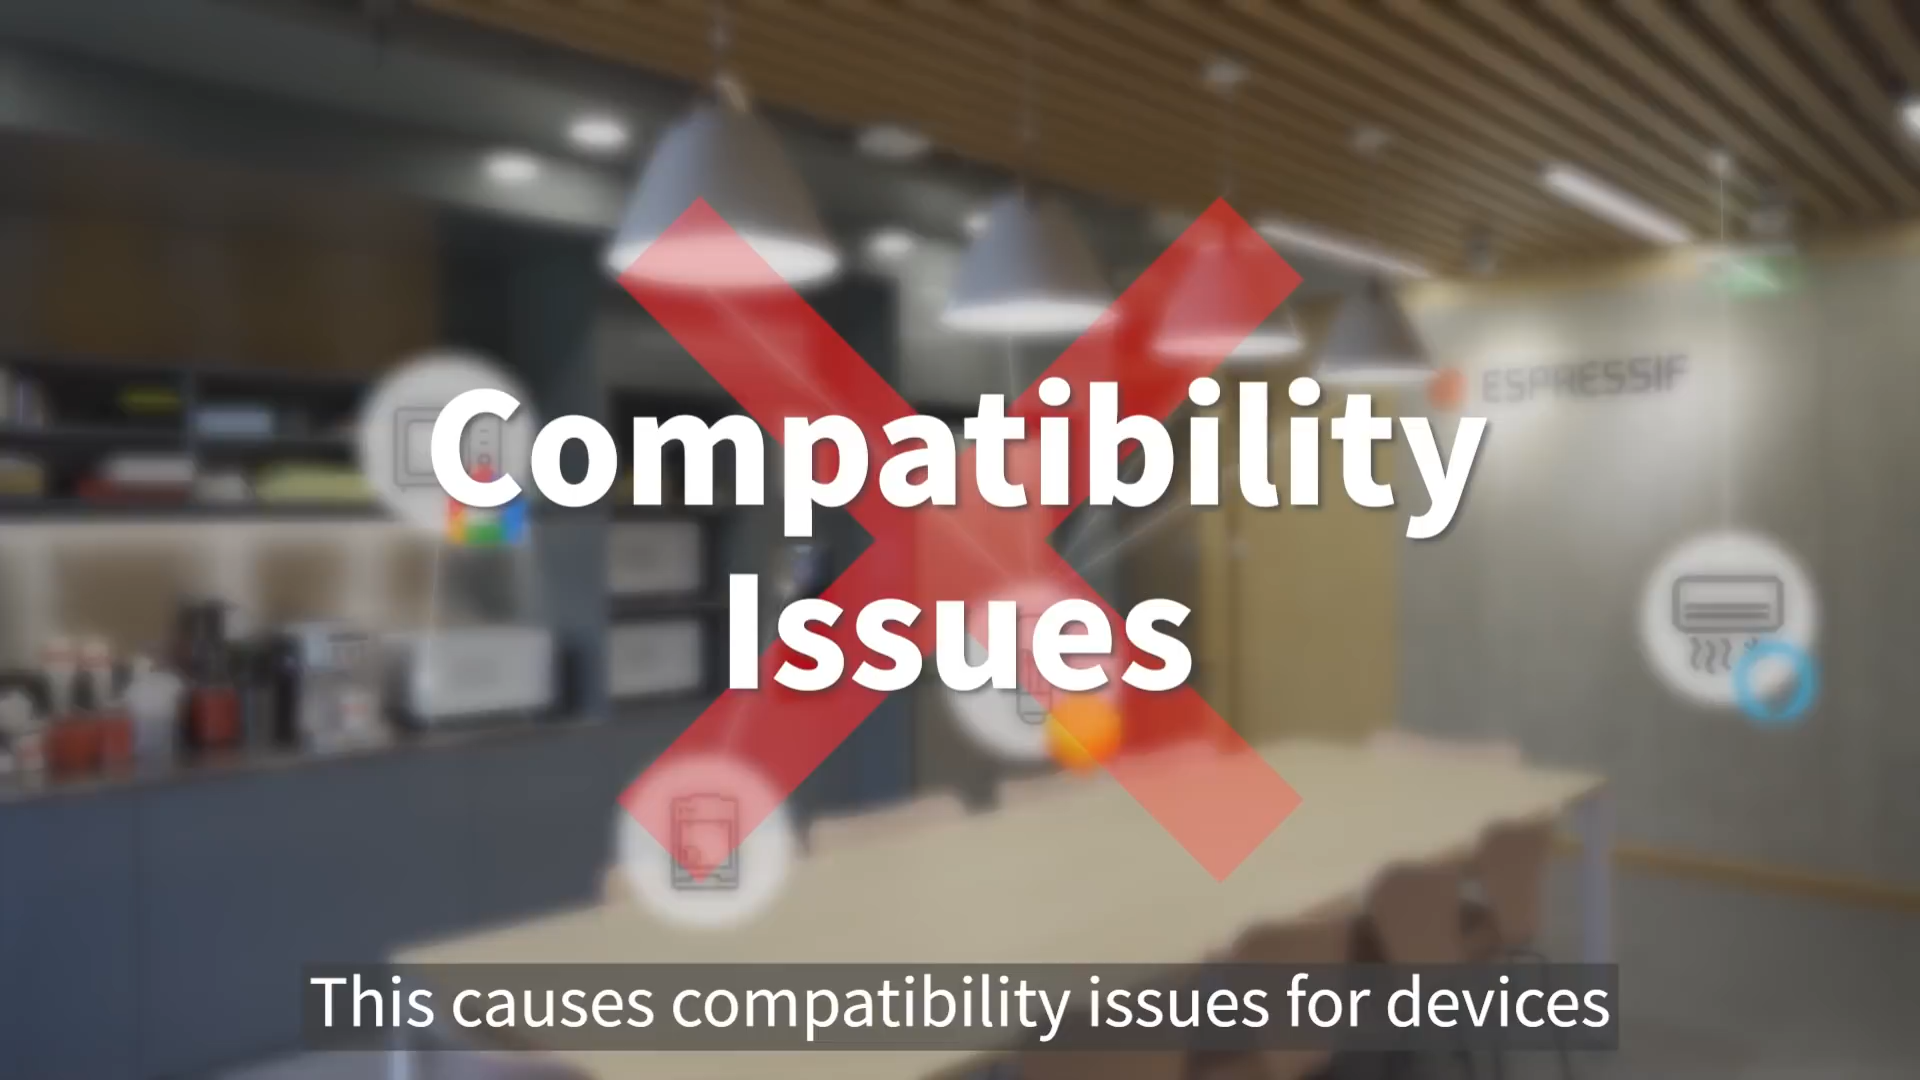 ESPRESSIF
Compatibility
Issues
This causes compatibility issues for devices